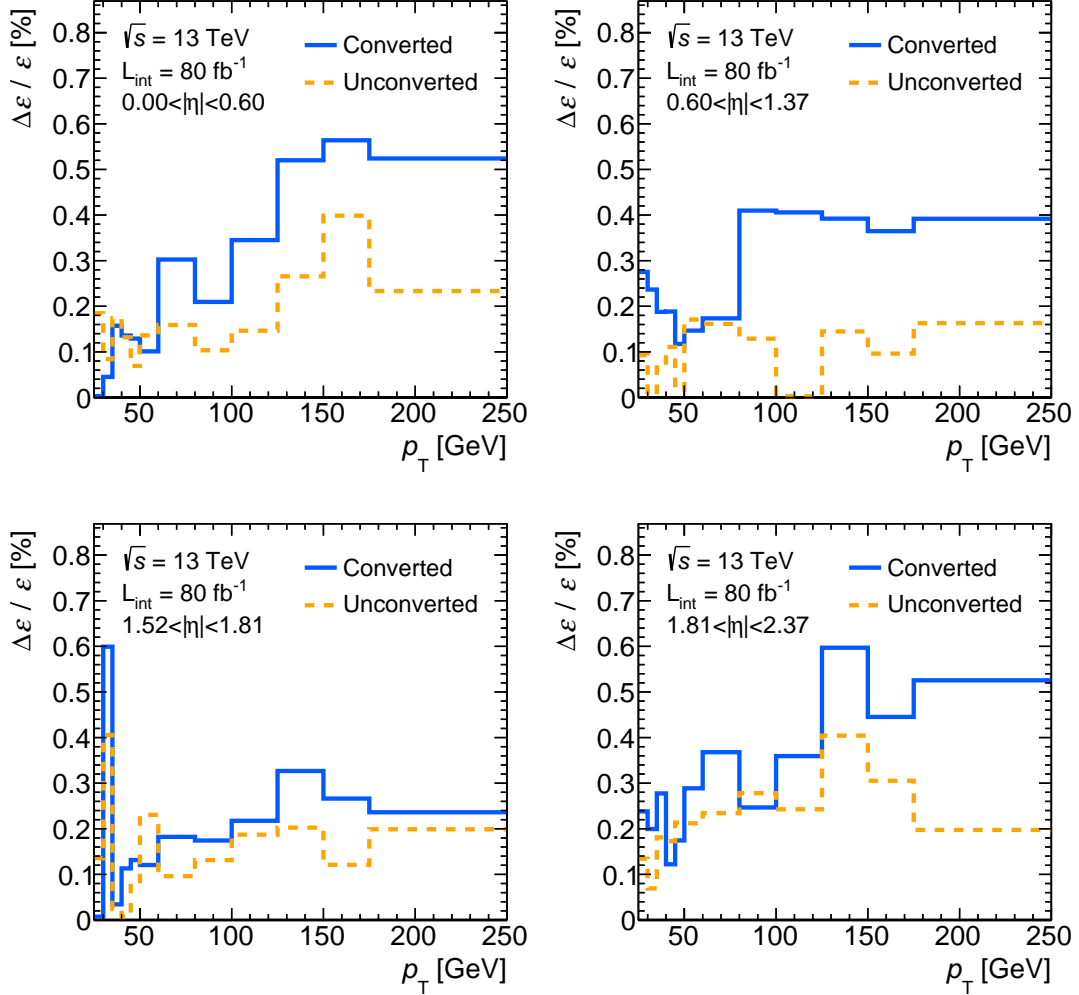 Δε / ε [%]
0.8
0.7
0.6
0.5
0.4
0.3
0.2
0.1
0
√s = 13 TeV
L_int = 80 fb⁻¹
0.00<|η|<0.60
Converted
Unconverted
50 100 150 200 250
p_T [GeV]
Δε / ε [%]
0.8
0.7
0.6
0.5
0.4
0.3
0.2
0.1
0
√s = 13 TeV
L_int = 80 fb⁻¹
0.60<|η|<1.37
Converted
Unconverted
50 100 150 200 250
p_T [GeV]
Δε / ε [%]
0.8
0.7
0.6
0.5
0.4
0.3
0.2
0.1
0
√s = 13 TeV
L_int = 80 fb⁻¹
1.52<|η|<1.81
Converted
Unconverted
50 100 150 200 250
p_T [GeV]
Δε / ε [%]
0.8
0.7
0.6
0.5
0.4
0.3
0.2
0.1
0
√s = 13 TeV
L_int = 80 fb⁻¹
1.81<|η|<2.37
Converted
Unconverted
50 100 150 200 250
p_T [GeV]